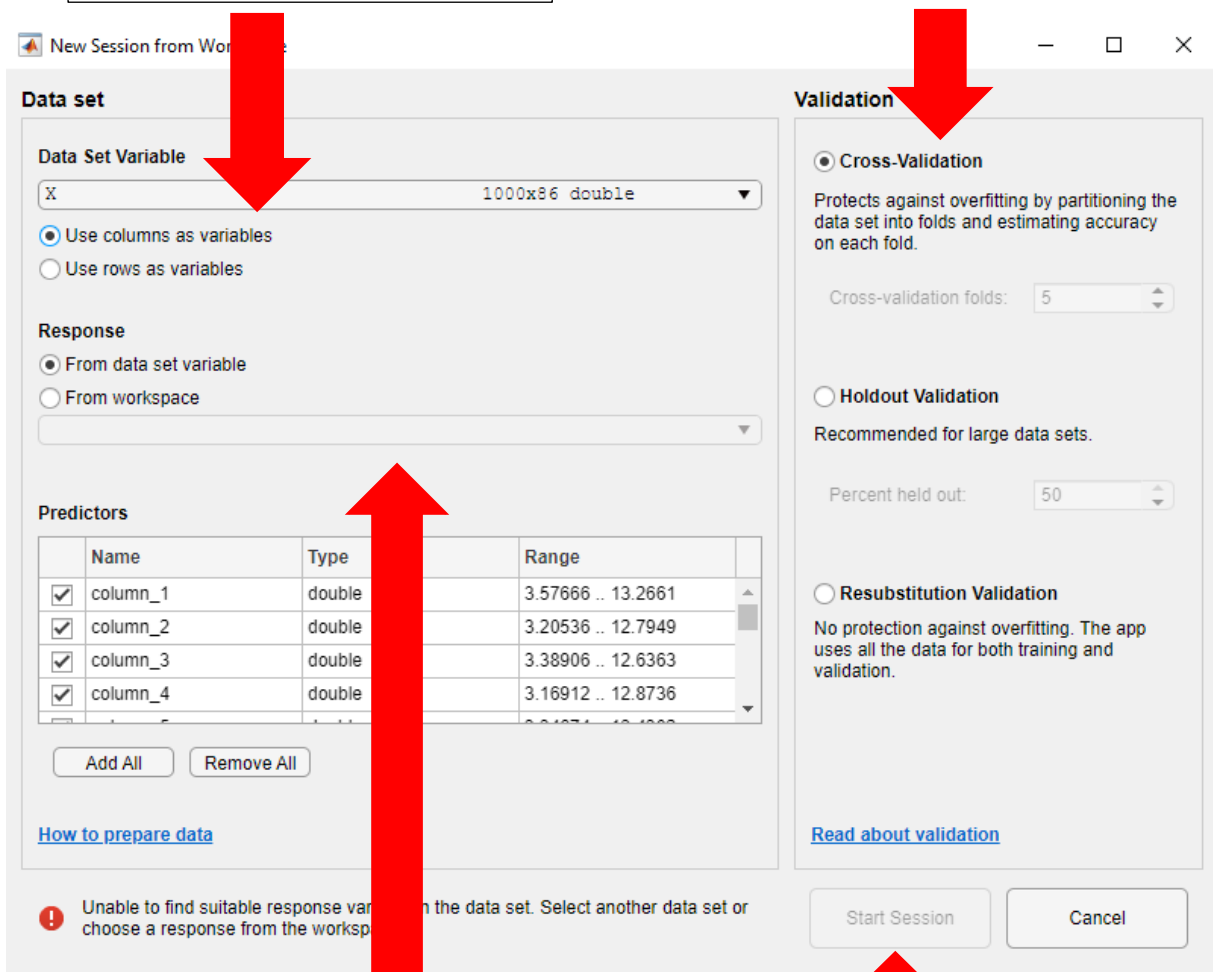 New Session from Wor e
Data set
Data Set Variable
X 1000x86 double
Use columns as variables
Use rows as variables
Response
From data set variable
From workspace
Predictors
Name Type Range
column_1 double 3.57666 .. 13.2661
column_2 double 3.20536 .. 12.7949
column_3 double 3.38906 .. 12.6363
column_4 double 3.16912 .. 12.8736
Add All Remove All
How to prepare data
Unable to find suitable response var the data set. Select another data set or
choose a response from the worksp
Validation
Cross-Validation
Protects against overfitting by partitioning the
data set into folds and estimating accuracy
on each fold.
Cross-validation folds: 5
Holdout Validation
Recommended for large data sets.
Percent held out: 50
Resubstitution Validation
No protection against overfitting. The app
uses all the data for both training and
validation.
Read about validation
Start Session Cancel